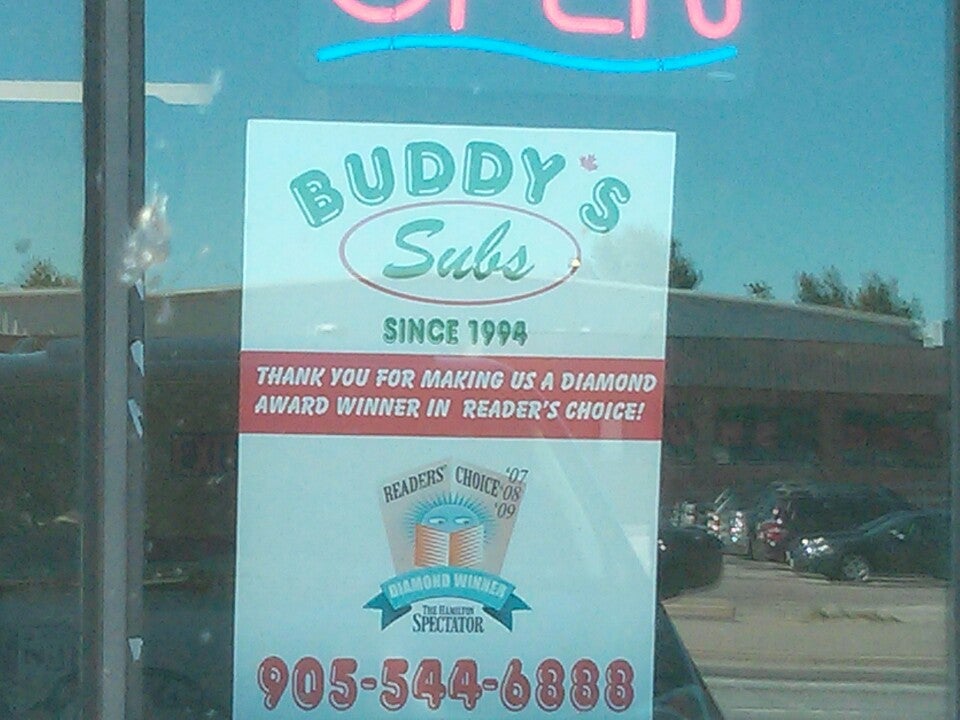 OPEN
BUDDY'S
Subs
SINCE 1994
THANK YOU FOR MAKING US A DIAMOND
AWARD WINNER IN READER'S CHOICE!
READERS' CHOICE '07
'08
'09
DIAMOND WINNER
THE HAMILTON
SPECTATOR
905-544-6888